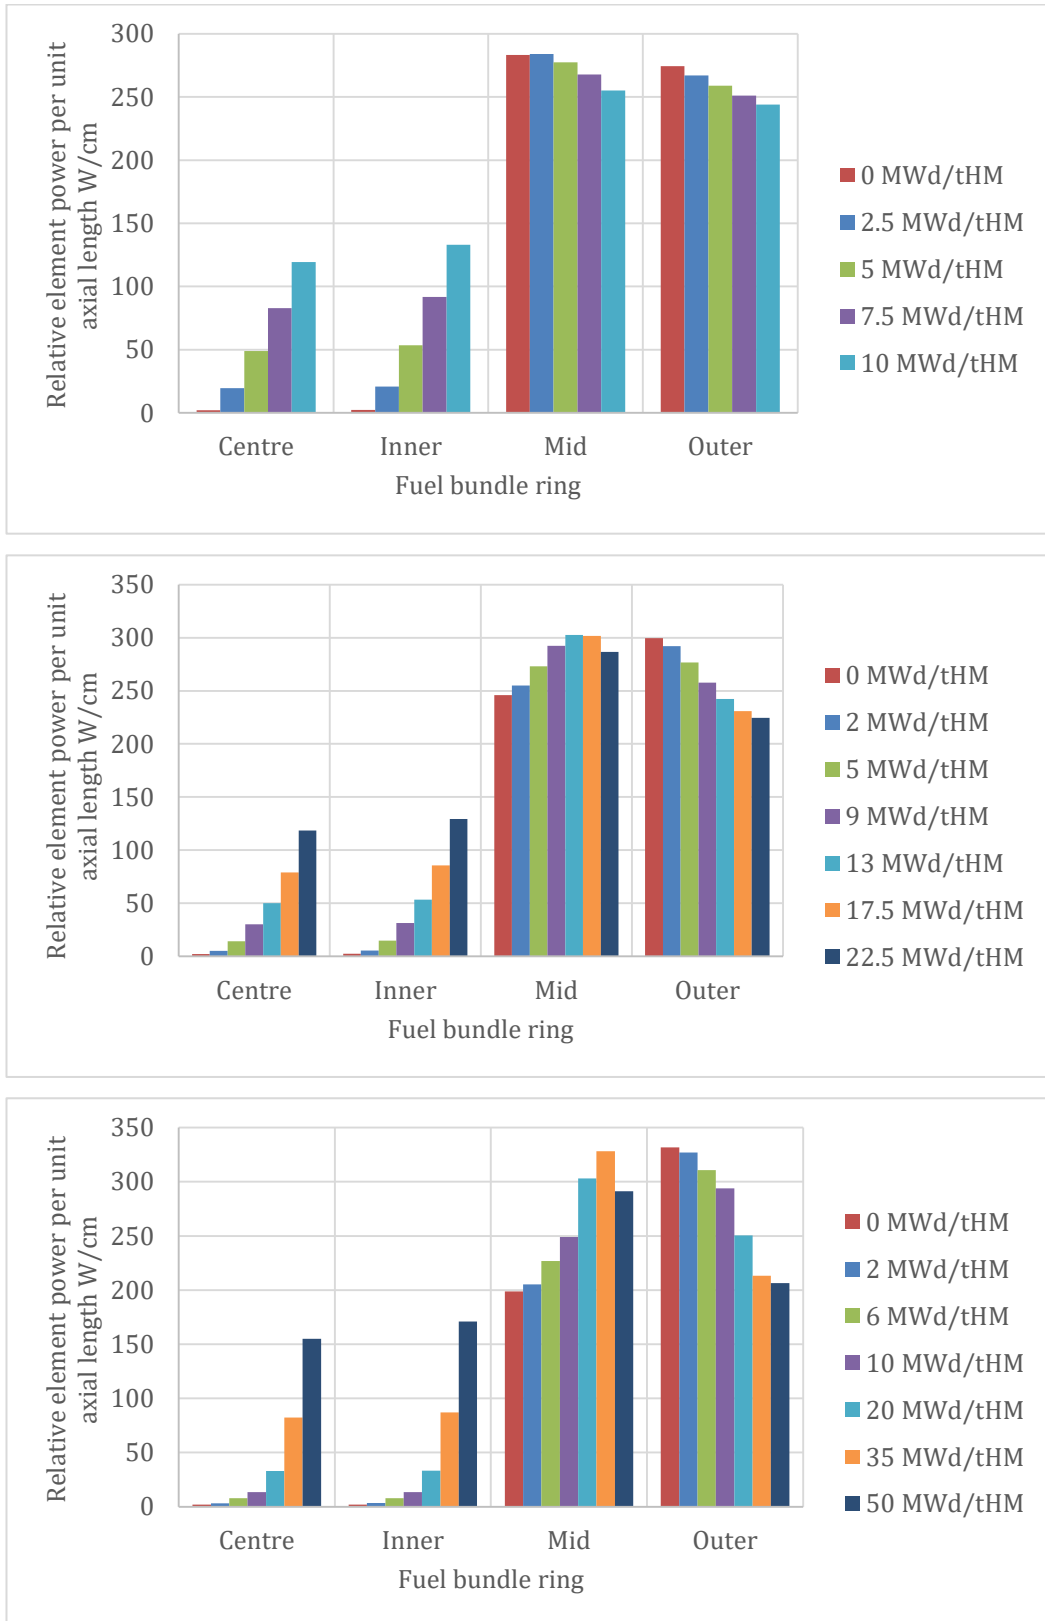 Relative element power per unit
axial length W/cm
300
250
200
150
100
50
0
Centre
Inner
Mid
Outer
Fuel bundle ring
0 MWd/tHM
2.5 MWd/tHM
5 MWd/tHM
7.5 MWd/tHM
10 MWd/tHM
Relative element power per unit
axial length W/cm
350
300
250
200
150
100
50
0
Centre
Inner
Mid
Outer
Fuel bundle ring
0 MWd/tHM
2 MWd/tHM
5 MWd/tHM
9 MWd/tHM
13 MWd/tHM
17.5 MWd/tHM
22.5 MWd/tHM
Relative element power per unit
axial length W/cm
350
300
250
200
150
100
50
0
Centre
Inner
Mid
Outer
Fuel bundle ring
0 MWd/tHM
2 MWd/tHM
6 MWd/tHM
10 MWd/tHM
20 MWd/tHM
35 MWd/tHM
50 MWd/tHM